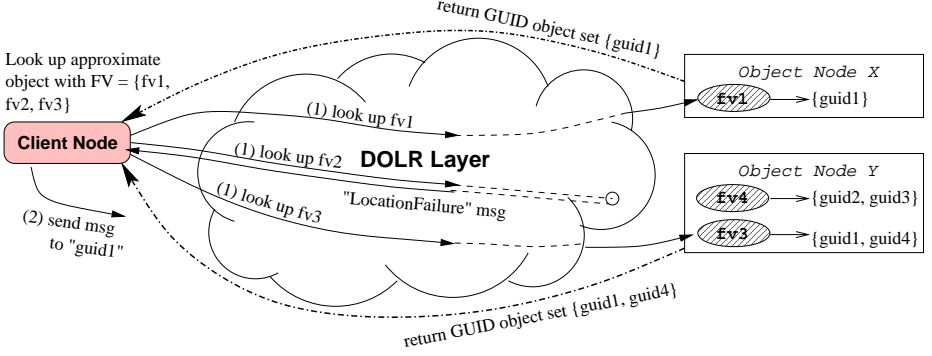 return GUID object set {guid1}
Look up approximate
object with FV = {fv1,
fv2, fv3}
Object Node X
fv1
{guid1}
(1) look up fv1
Client Node
(1) look up fv2
DOLR Layer
"LocationFailure" msg
(1) look up fv3
Object Node Y
fv4
{guid2, guid3}
fv3
{guid1, guid4}
(2) send msg
to "guid1"
return GUID object set {guid1, guid4}